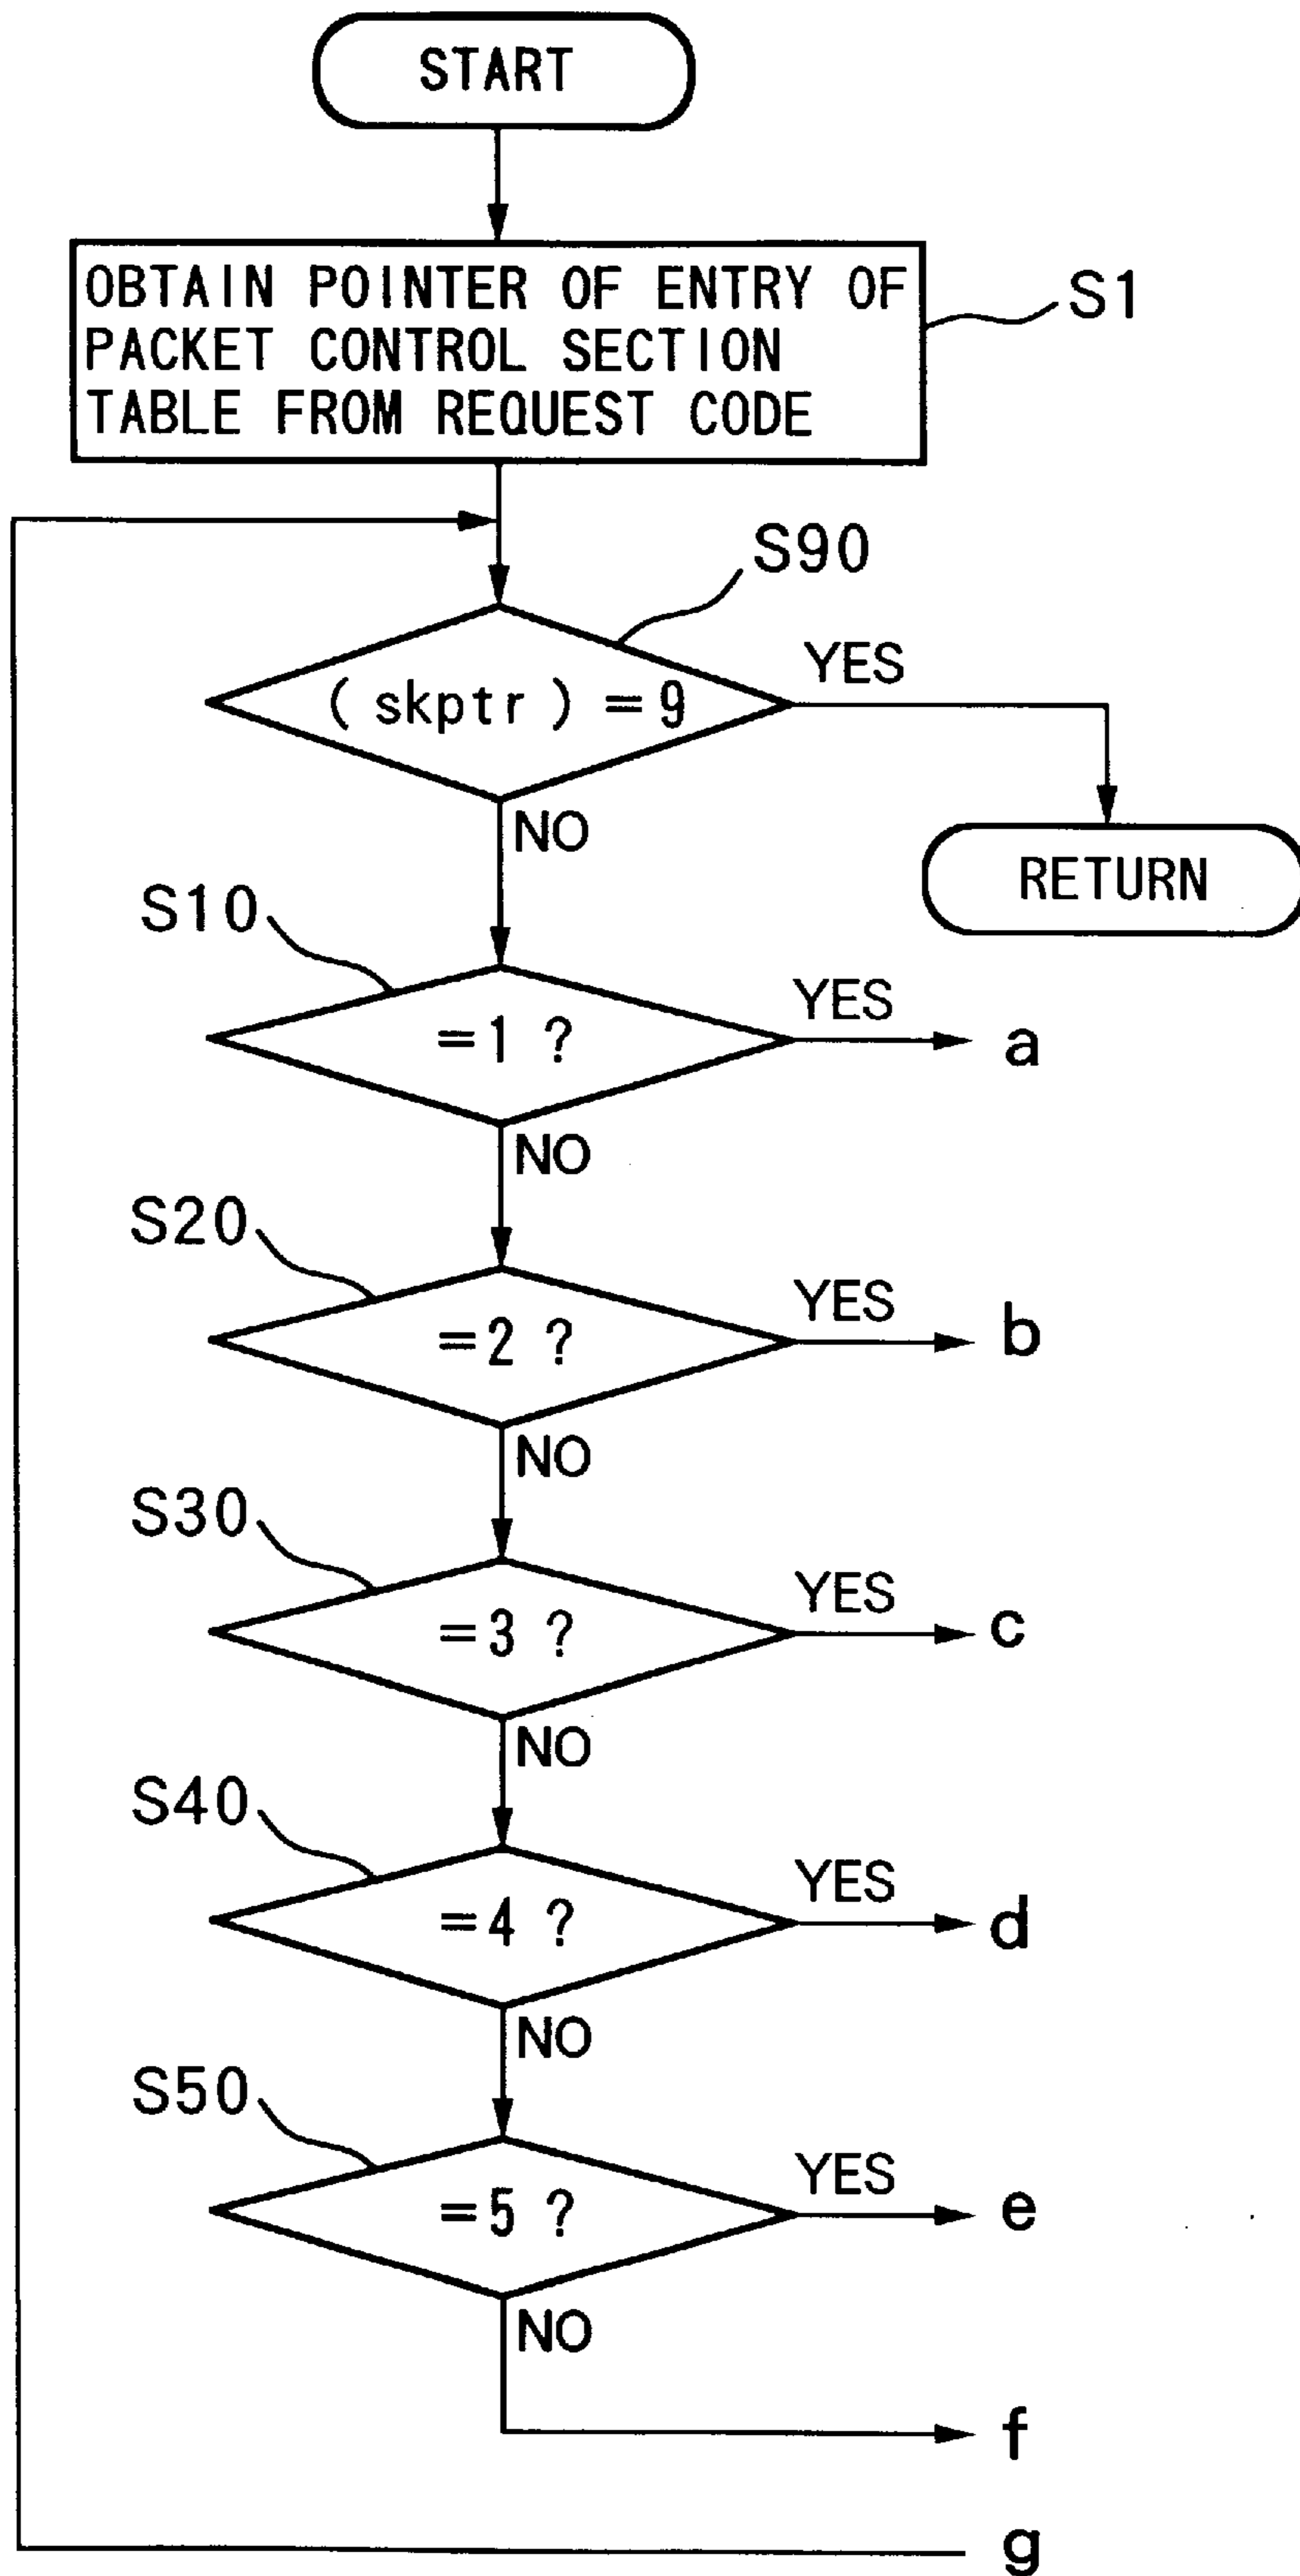 START
OBTAIN POINTER OF ENTRY OF
PACKET CONTROL SECTION
TABLE FROM REQUEST CODE
S1
S90
(skptr) = 9
YES
NO
RETURN
S10
= 1 ?
YES
a
NO
S20
= 2 ?
YES
b
NO
S30
= 3 ?
YES
c
NO
S40
= 4 ?
YES
d
NO
S50
= 5 ?
YES
e
NO
f
g